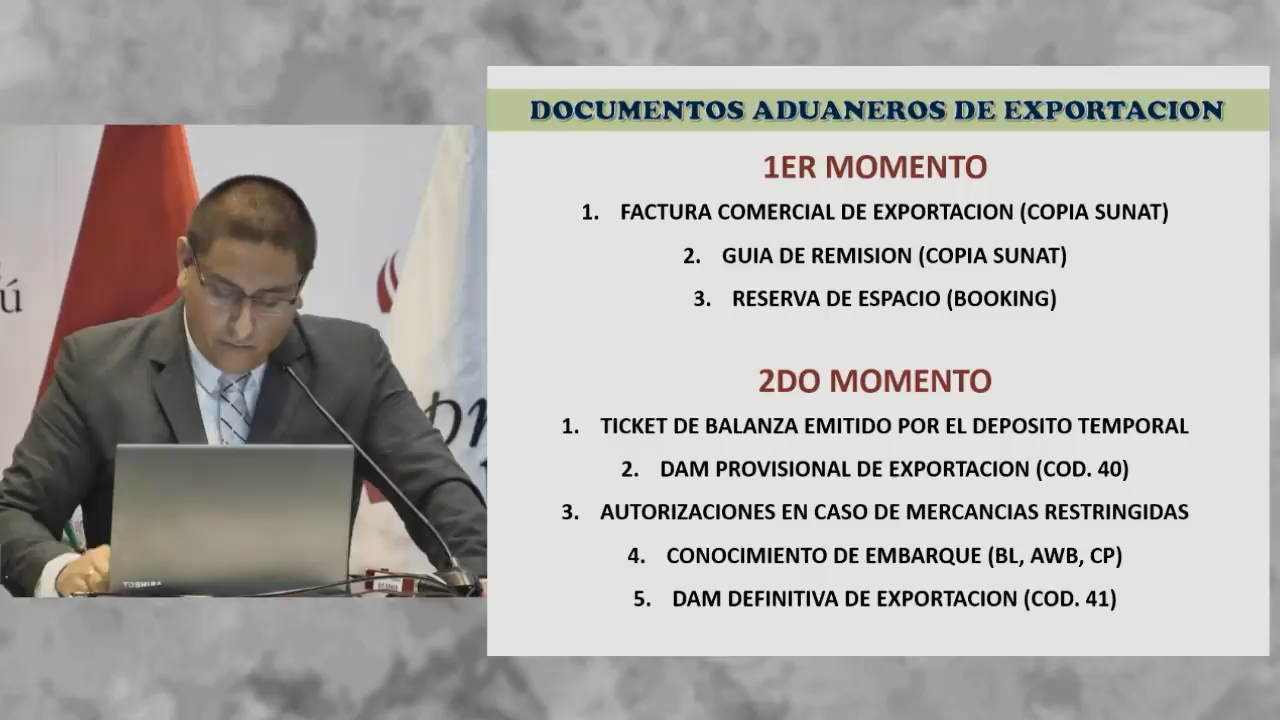 DOCUMENTOS ADUANEROS DE EXPORTACION
1ER MOMENTO
1. FACTURA COMERCIAL DE EXPORTACION (COPIA SUNAT)
2. GUIA DE REMISION (COPIA SUNAT)
3. RESERVA DE ESPACIO (BOOKING)
2DO MOMENTO
1. TICKET DE BALANZA EMITIDO POR EL DEPOSITO TEMPORAL
2. DAM PROVISIONAL DE EXPORTACION (COD. 40)
3. AUTORIZACIONES EN CASO DE MERCANCIAS RESTRINGIDAS
4. CONOCIMIENTO DE EMBARQUE (BL, AWB, CP)
5. DAM DEFINITIVA DE EXPORTACION (COD. 41)
ú
pr
TOSHIBA